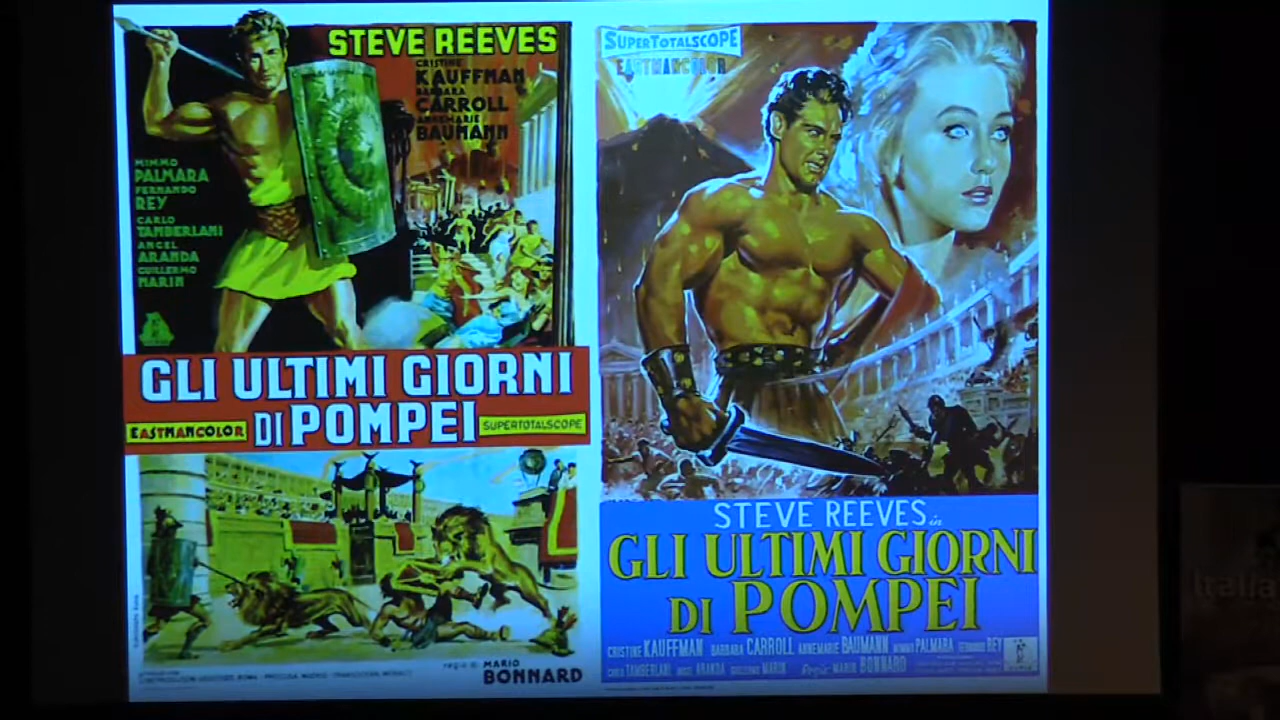 STEVE REEVES
CRISTINE
KAUFFMAN
BARBARA
CARROLL
ANNEMARIE
BAUMANN
MIMMO
PALMARA
FERNANDO
REY
CARLO
TAMBERLANI
ANGEL
ARANDA
GUILLERMO
MARIN
GLI ULTIMI GIORNI
DI POMPEI
EASTMANCOLOR
SUPERTOTALSCOPE
regia di MARIO
BONNARD
SUPERTOTALSCOPE
EASTMANCOLOR
STEVE REEVES in
GLI ULTIMI GIORNI
DI POMPEI
CRISTINE KAUFFMAN BARBARA CARROLL ANNEMARIE BAUMANN MIMMO PALMARA FERNANDO REY
CARLO TAMBERLANI ANGEL ARANDA GUILLERMO MARIN Regia MARIO BONNARD
Italia